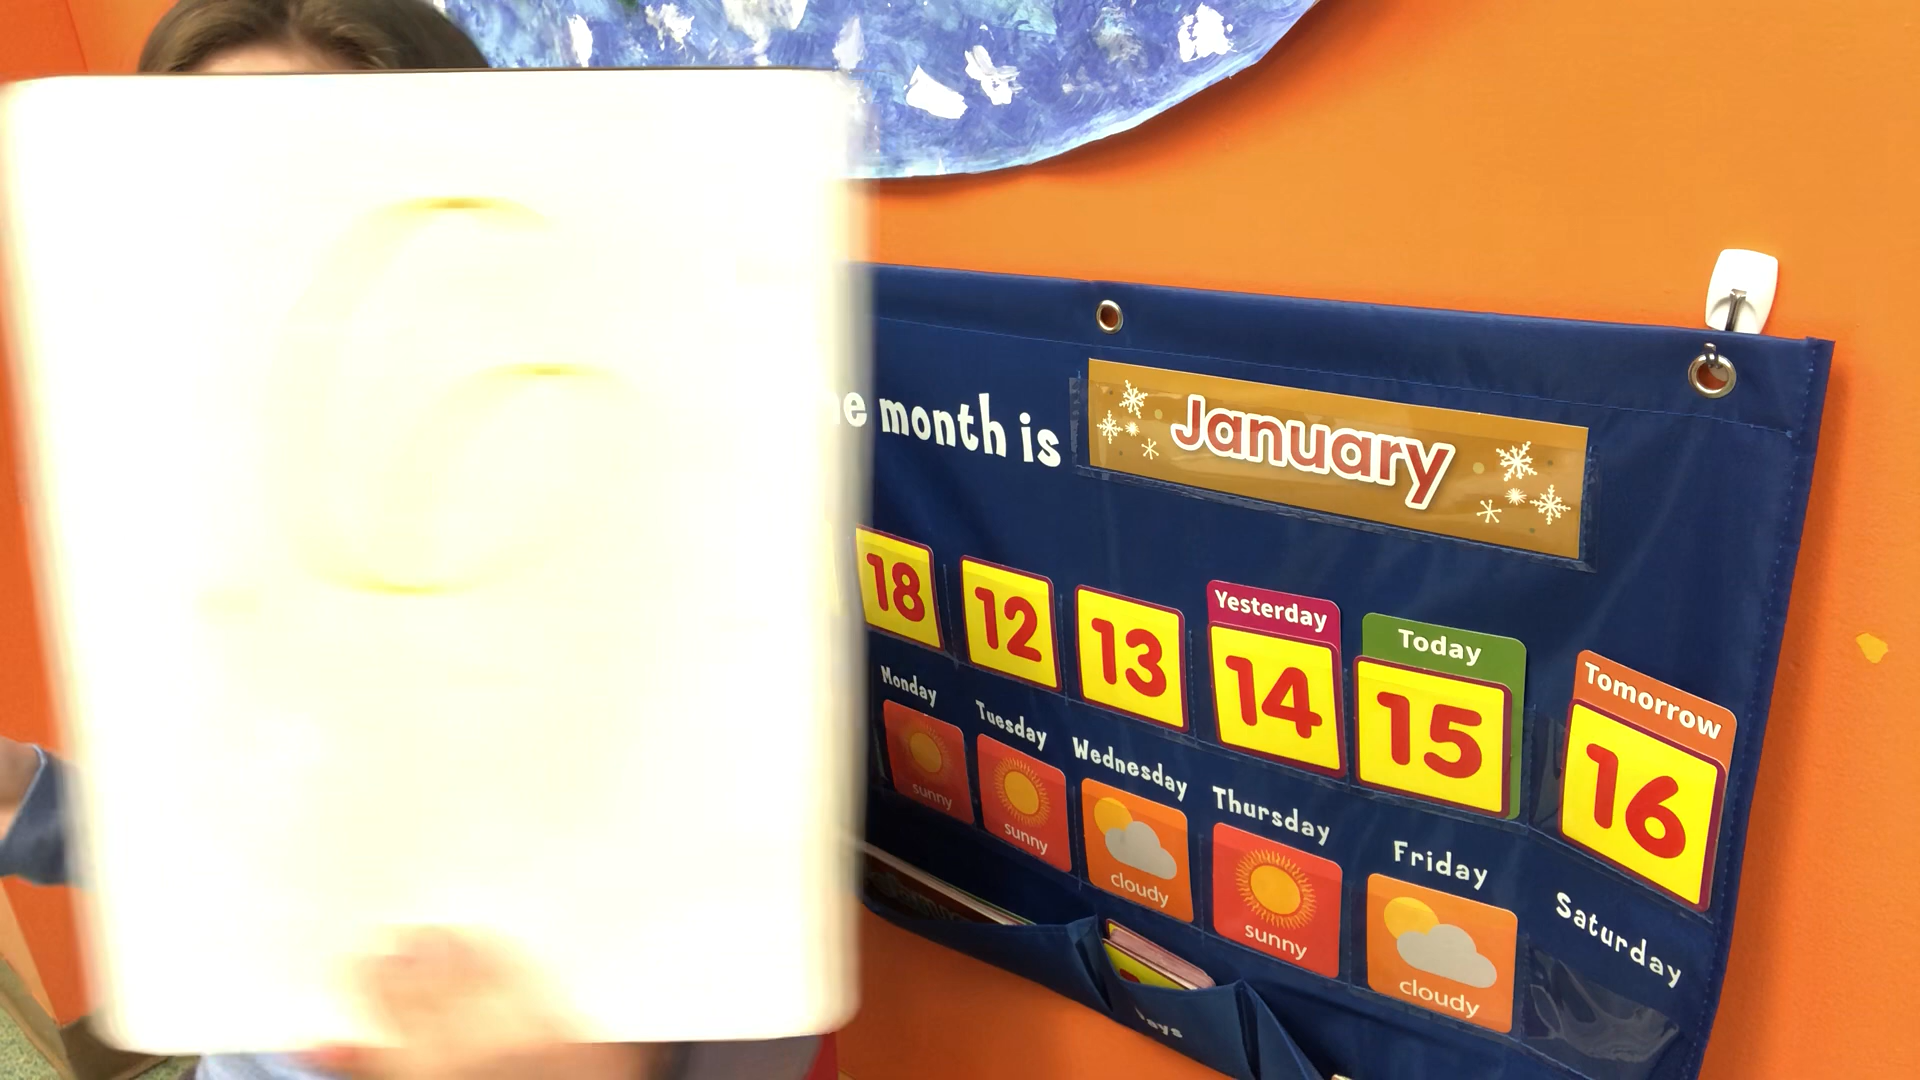 month is
January
18 12 13 14 15 16
Yesterday Today Tomorrow
Monday Tuesday Wednesday Thursday Friday Saturday
sunny sunny cloudy sunny cloudy